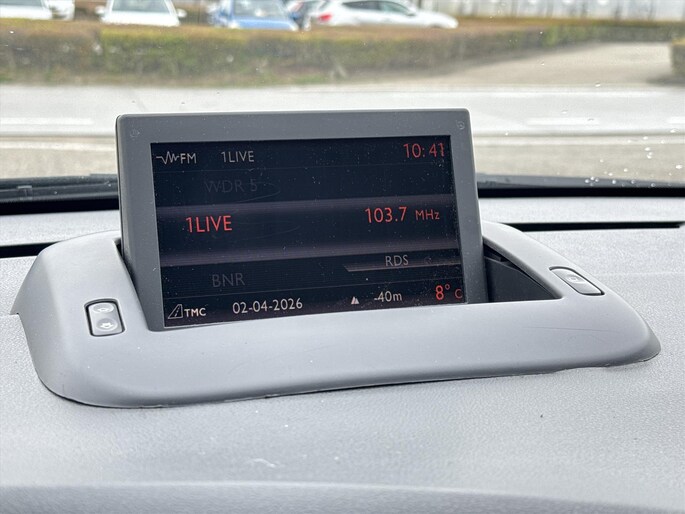 FM 1LIVE 10:41
WDR 5
1LIVE 103.7 MHz
RDS
BNR
TMC 02-04-2026 -40m 8°C